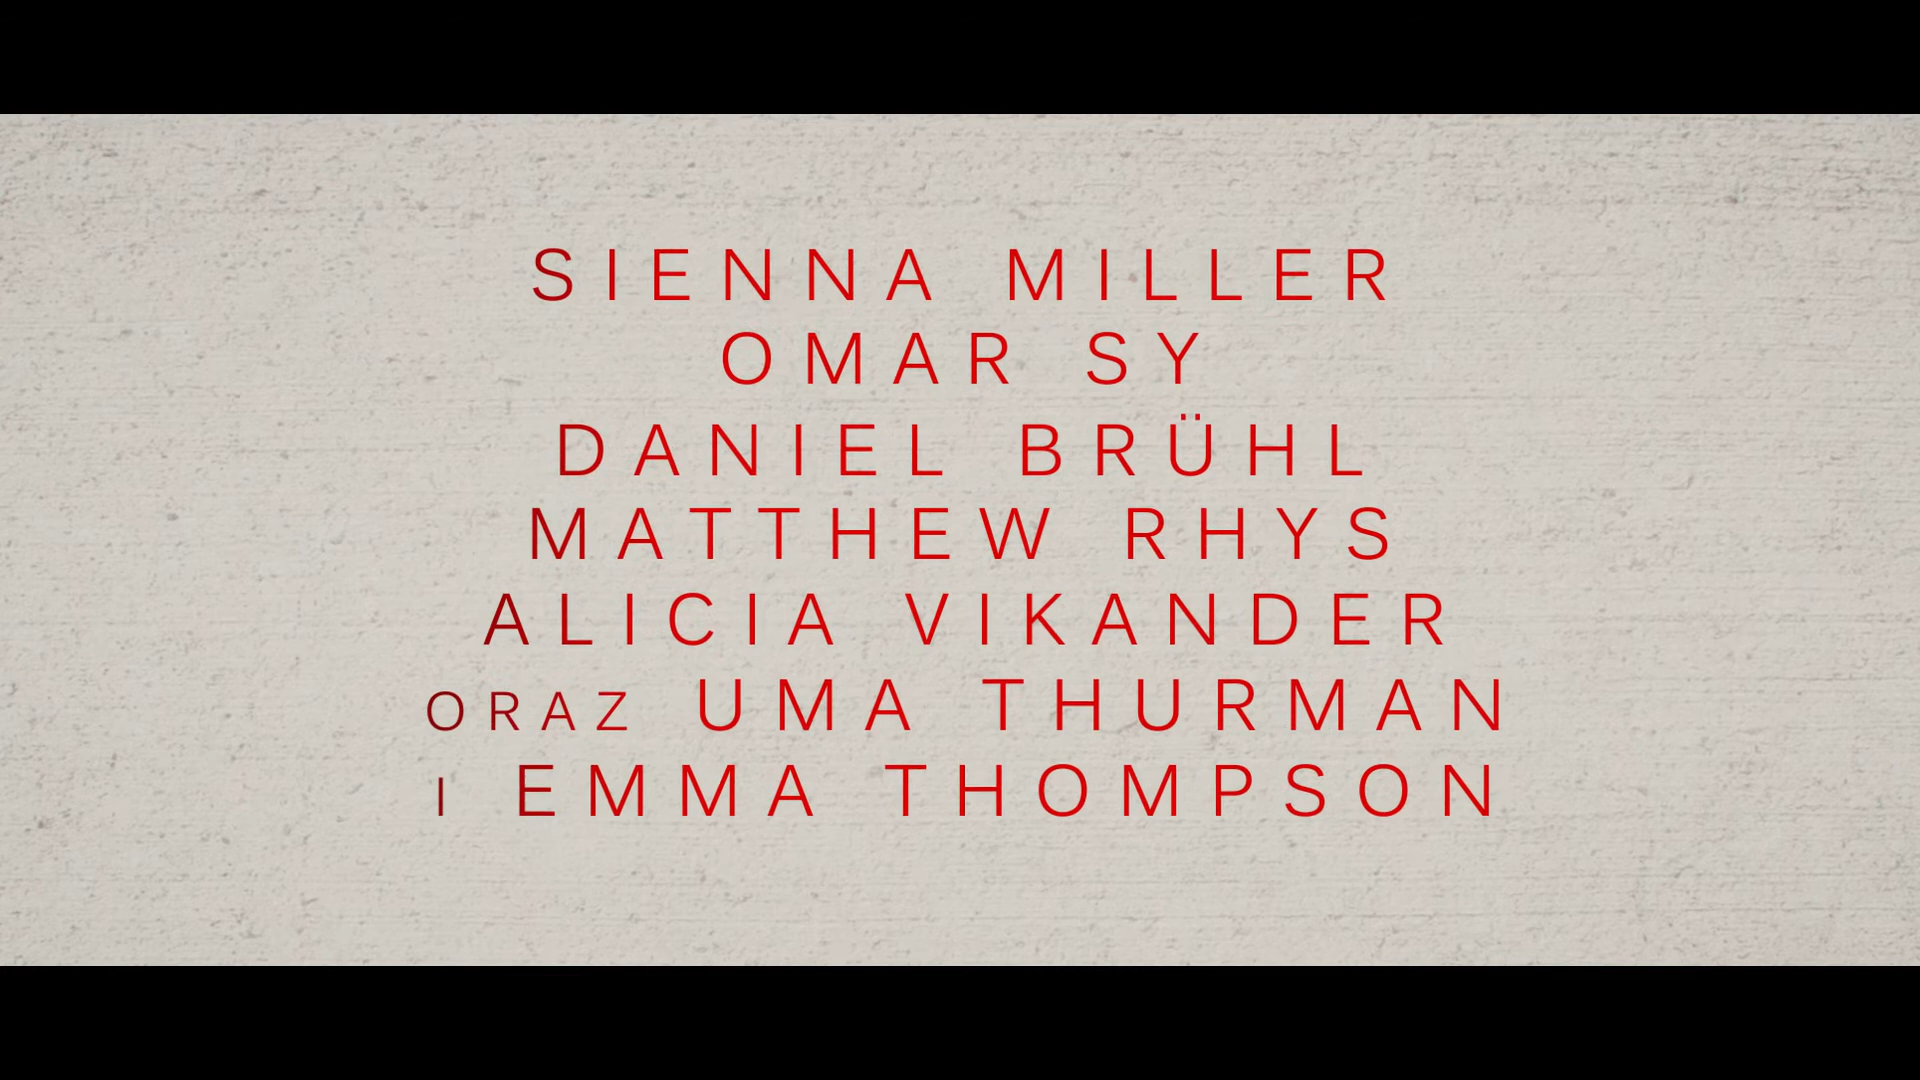 SIENNA MILLER
OMAR SY
DANIEL BRÜHL
MATTHEW RHYS
ALICIA VIKANDER
ORAZ UMA THURMAN
I EMMA THOMPSON